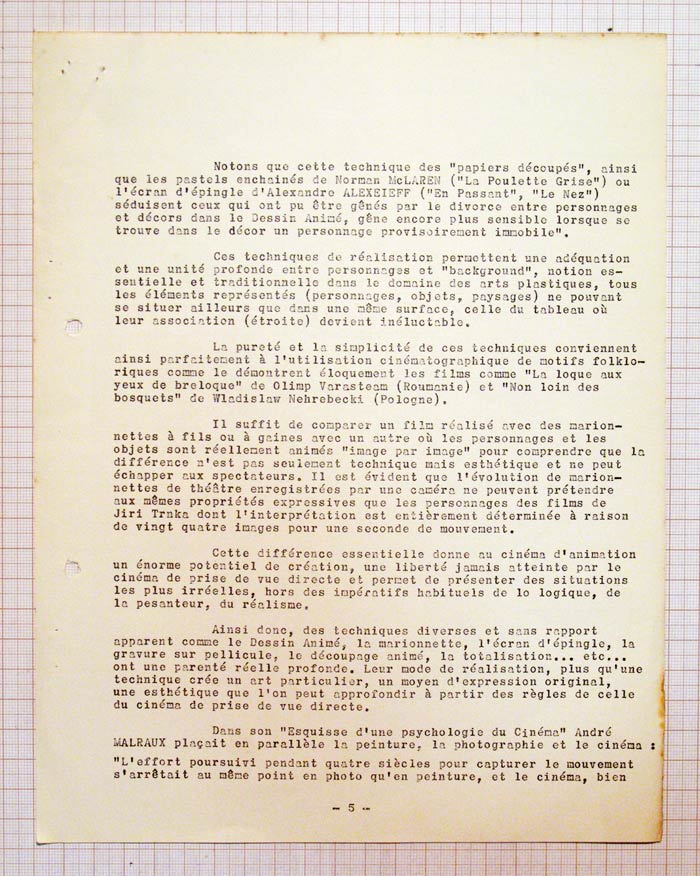 Notons que cette technique des "papiers découpés", ainsi
que les pastels enchainés de Norman McLAREN ("La Poulette Grise") ou
l'écran d'épingle d'Alexandre ALEXEIEFF ("En Passant", "Le Nez")
séduisent ceux qui ont pu être gênés par le divorce entre personnages
et décors dans le Dessin Animé, gêne encore plus sensible lorsque se
trouve dans le décor un personnage provisoirement immobile".
Ces techniques de réalisation permettent une adéquation
et une unité profonde entre personnages et "background", notion es-
sentielle et traditionnelle dans le domaine des arts plastiques, tous
les éléments représentés (personnages, objets, paysages) ne pouvant
se situer ailleurs que dans une même surface, celle du tableau où
leur association (étroite) devient inéluctable.
La pureté et la simplicité de ces techniques conviennent
ainsi parfaitement à l'utilisation cinématographique de motifs folklo-
riques comme le démontrent éloquement les films comme "La loque aux
yeux de breloque" de Olimp Varasteam (Roumanie) et "Non loin des
bosquets" de Wladislaw Nehrebecki (Pologne).
Il suffit de comparer un film réalisé avec des marion-
nettes à fils ou à gaines avec un autre où les personnages et les
objets sont réellement animés "image par image" pour comprendre que la
différence n'est pas seulement technique mais esthétique et ne peut
échapper aux spectateurs. Il est évident que l'évolution de marion-
nettes de théâtre enregistrées par une caméra ne peuvent prétendre
aux mêmes propriétés expressives que les personnages des films de
Jiri Trnka dont l'interprétation est entièrement déterminée à raison
de vingt quatre images pour une seconde de mouvement.
Cette différence essentielle donne au cinéma d'animation
un énorme potentiel de création, une liberté jamais atteinte par le
cinéma de prise de vue directe et permet de présenter des situations
les plus irréelles, hors des impératifs habituels de lo logique, de
la pesanteur, du réalisme.
Ainsi donc, des techniques diverses et sans rapport
apparent comme le Dessin Animé, la marionnette, l'écran d'épingle, la
gravure sur pellicule, le découpage animé, la totalisation... etc...
ont une parenté réelle profonde. Leur mode de réalisation, plus qu'une
technique crée un art particulier, un moyen d'expression original,
une esthétique que l'on peut approfondir à partir des règles de celle
du cinéma de prise de vue directe.
Dans son "Esquisse d'une psychologie du Cinéma" André
MALRAUX plaçait en parallèle la peinture, la photographie et le cinéma :
"L'effort poursuivi pendant quatre siècles pour capturer le mouvement
s'arrêtait au même point en photo qu'en peinture, et le cinéma, bien
- 5 -